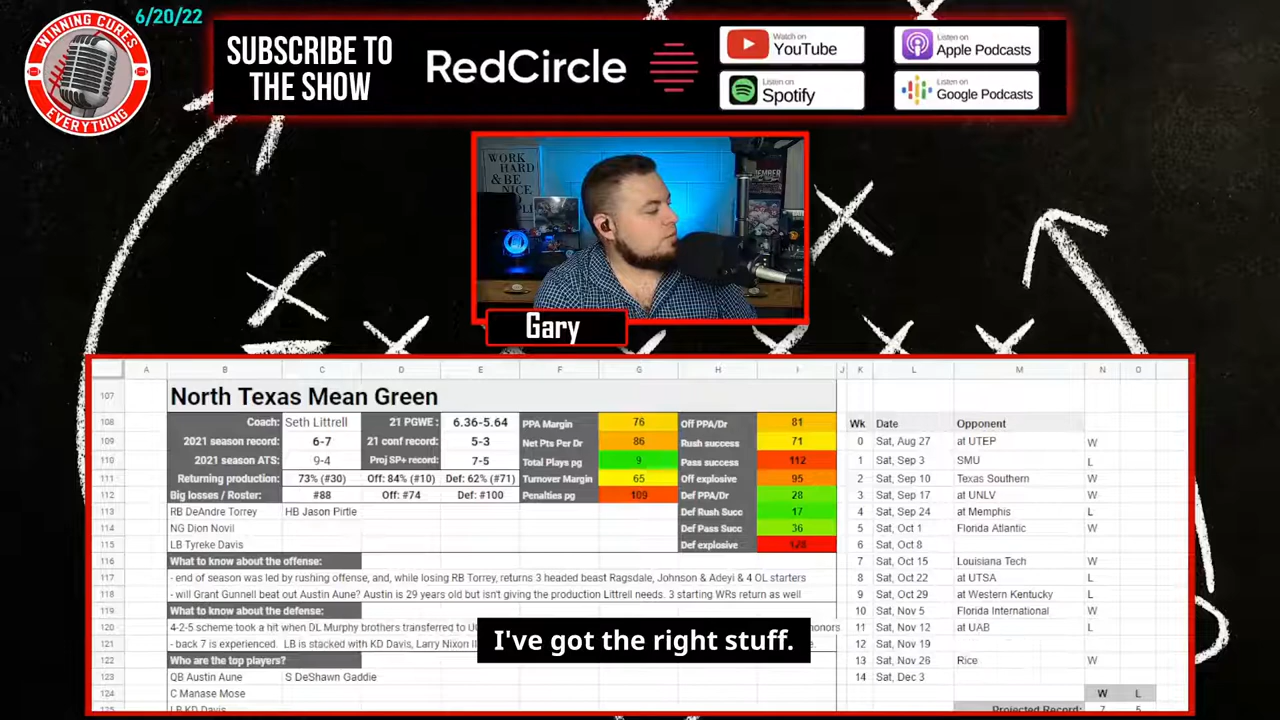 6/20/22
WINNING CURES
EVERYTHING
SUBSCRIBE TO
THE SHOW
RedCircle
Watch on
YouTube
Listen on
Spotify
Listen on
Apple Podcasts
Listen on
Google Podcasts
WORK
HARD
& BE
NICE
Gary
A B C D E F G H I J K L M N O
107 North Texas Mean Green
108 Coach: Seth Littrell 21 PGWE: 6.36-5.64 PPA Margin 76 Off PPA/Dr 81 Wk Date Opponent
109 2021 season record: 6-7 21 conf record: 5-3 Net Pts Per Dr 86 Rush success 71 0 Sat, Aug 27 at UTEP W
110 2021 season ATS: 9-4 Proj SP+ record: 7-5 Total Plays pg 9 Pass success 112 1 Sat, Sep 3 SMU L
111 Returning production: 73% (#30) Off: 84% (#10) Def: 62% (#71) Turnover Margin 65 Off explosive 95 2 Sat, Sep 10 Texas Southern W
112 Big losses / Roster: #88 Off: #74 Def: #100 Penalties pg 109 Def PPA/Dr 28 3 Sat, Sep 17 at UNLV W
113 RB DeAndre Torrey HB Jason Pirtle Def Rush Succ 17 4 Sat, Sep 24 at Memphis L
114 NG Dion Novil Def Pass Succ 36 5 Sat, Oct 1 Florida Atlantic W
115 LB Tyreke Davis Def explosive 128 6 Sat, Oct 8
116 What to know about the offense: 7 Sat, Oct 15 Louisiana Tech W
117 - end of season was led by rushing offense, and, while losing RB Torrey, returns 3 headed beast Ragsdale, Johnson & Adeyi & 4 OL starters 8 Sat, Oct 22 at UTSA L
118 - will Grant Gunnell beat out Austin Aune? Austin is 29 years old but isn't giving the production Littrell needs. 3 starting WRs return as well 9 Sat, Oct 29 at Western Kentucky L
119 What to know about the defense: 10 Sat, Nov 5 Florida International W
120 4-2-5 scheme took a hit when DL Murphy brothers transferred to honors 11 Sat, Nov 12 at UAB L
121 - back 7 is experienced. LB is stacked with KD Davis, Larry Nixon 12 Sat, Nov 19
122 Who are the top players? 13 Sat, Nov 26 Rice W
123 QB Austin Aune S DeShawn Gaddie 14 Sat, Dec 3
124 C Manase Mose W L
125 LB KD Davis Projected Record: 7 5
I've got the right stuff.